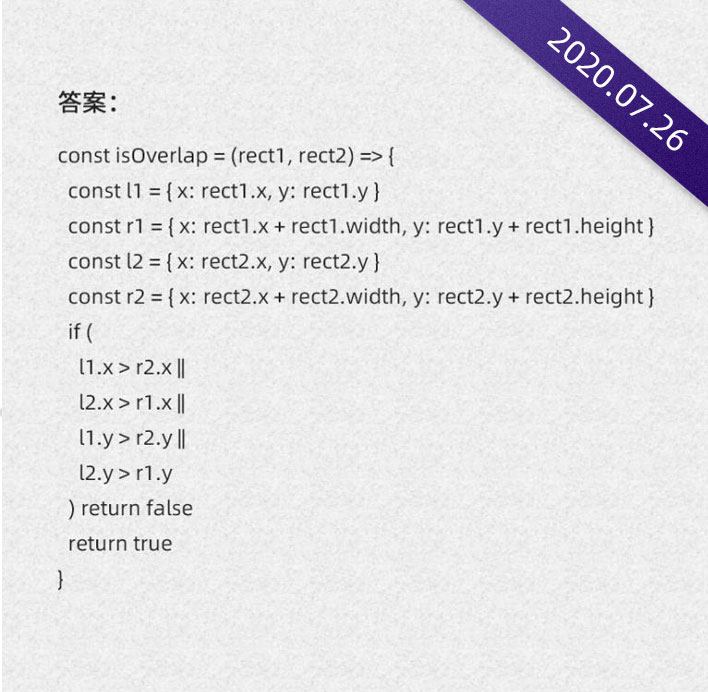 2020.07.26
答案：
const isOverlap = (rect1, rect2) => {
  const l1 = { x: rect1.x, y: rect1.y }
  const r1 = { x: rect1.x + rect1.width, y: rect1.y + rect1.height }
  const l2 = { x: rect2.x, y: rect2.y }
  const r2 = { x: rect2.x + rect2.width, y: rect2.y + rect2.height }
  if (
    l1.x > r2.x ||
    l2.x > r1.x ||
    l1.y > r2.y ||
    l2.y > r1.y
  ) return false
  return true
}